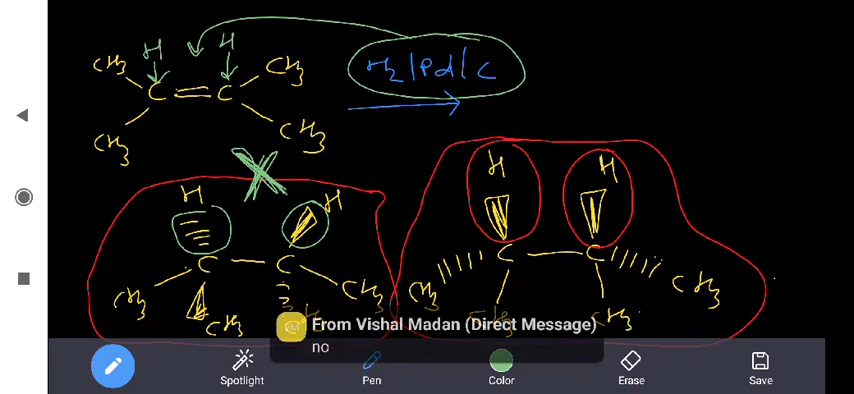 H H
CH3 CH3
C = C
CH3 CH3
H2/Pd/C
H H
C — C
CH3 CH3
CH3 H
H H
C — C
CH3 CH3
CH3 CH3
From Vishal Madan (Direct Message)
no
Spotlight Pen Color Erase Save